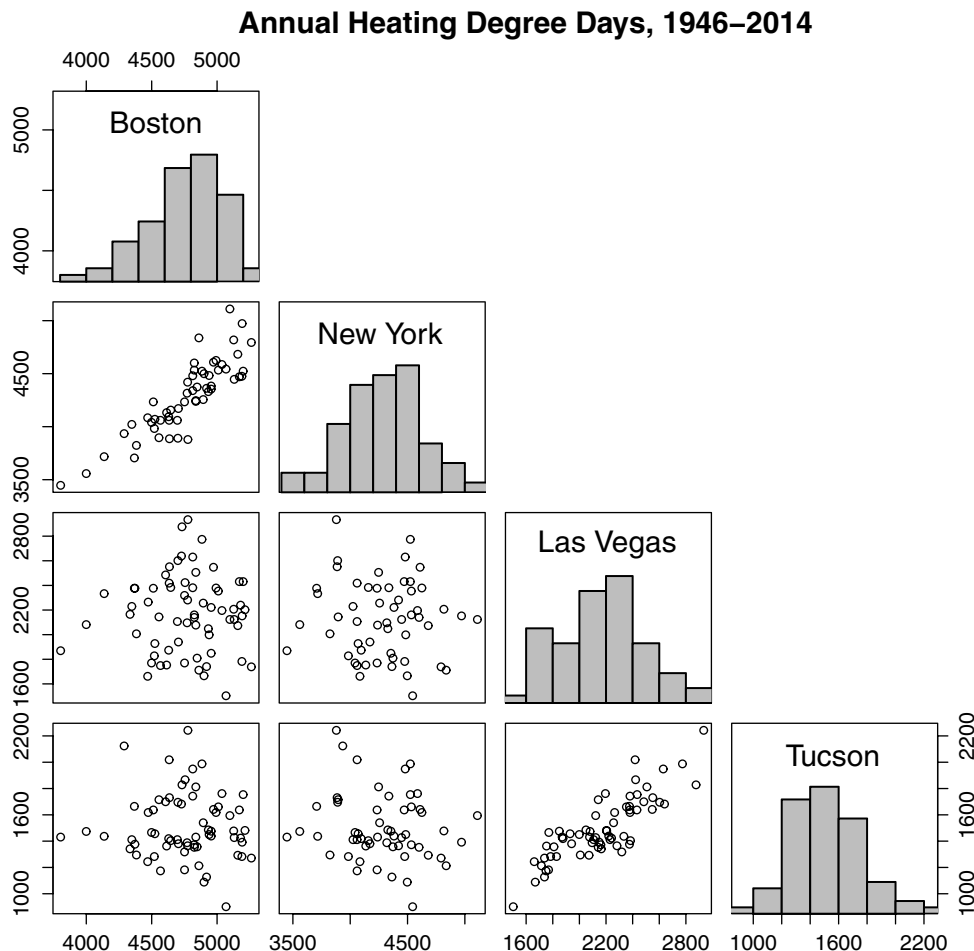 Annual Heating Degree Days, 1946−2014
4000 4500 5000
Boston
5000
4000
New York
4500
3500
Las Vegas
2800
2200
1600
Tucson
2200
1600
1000
2200
1600
1000
4000 4500 5000
3500 4500
1600 2200 2800
1000 1600 2200